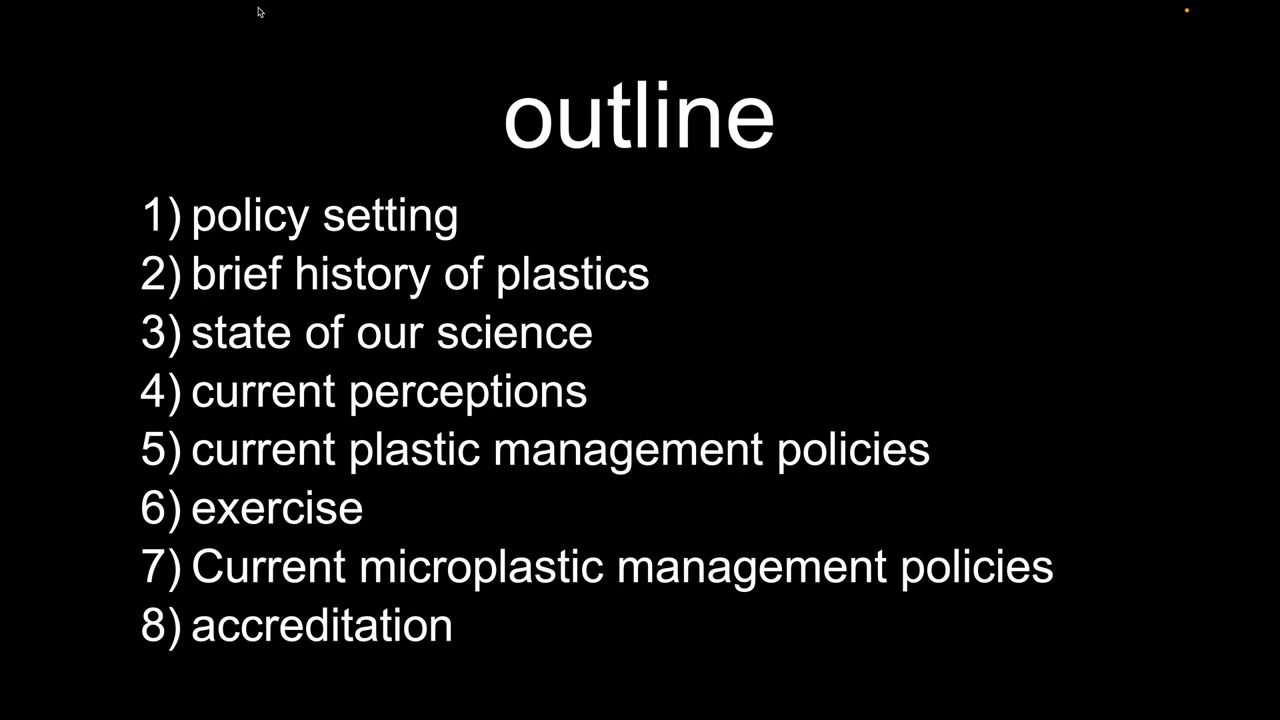 outline
1) policy setting
2) brief history of plastics
3) state of our science
4) current perceptions
5) current plastic management policies
6) exercise
7) Current microplastic management policies
8) accreditation